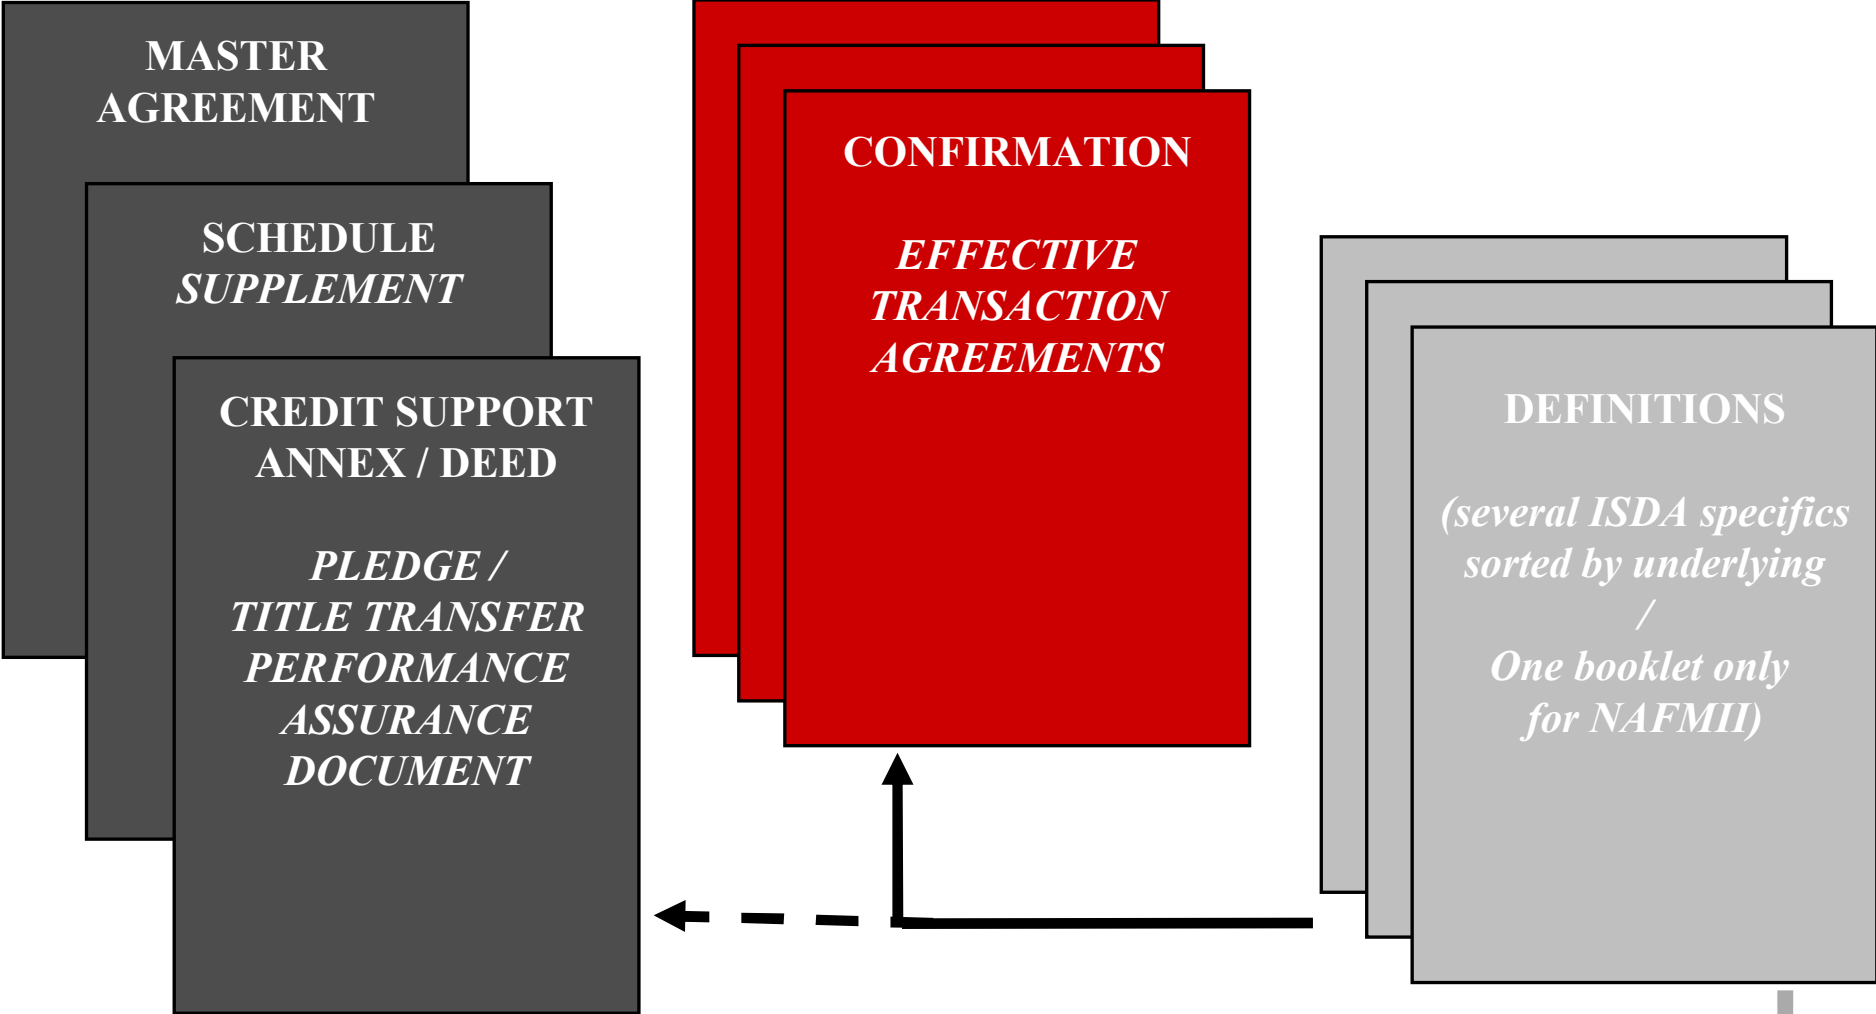 MASTER
AGREEMENT
SCHEDULE
SUPPLEMENT
CREDIT SUPPORT
ANNEX / DEED
PLEDGE /
TITLE TRANSFER
PERFORMANCE
ASSURANCE
DOCUMENT
CONFIRMATION
EFFECTIVE
TRANSACTION
AGREEMENTS
DEFINITIONS
(several ISDA specifics
sorted by underlying
/
One booklet only
for NAFMII)